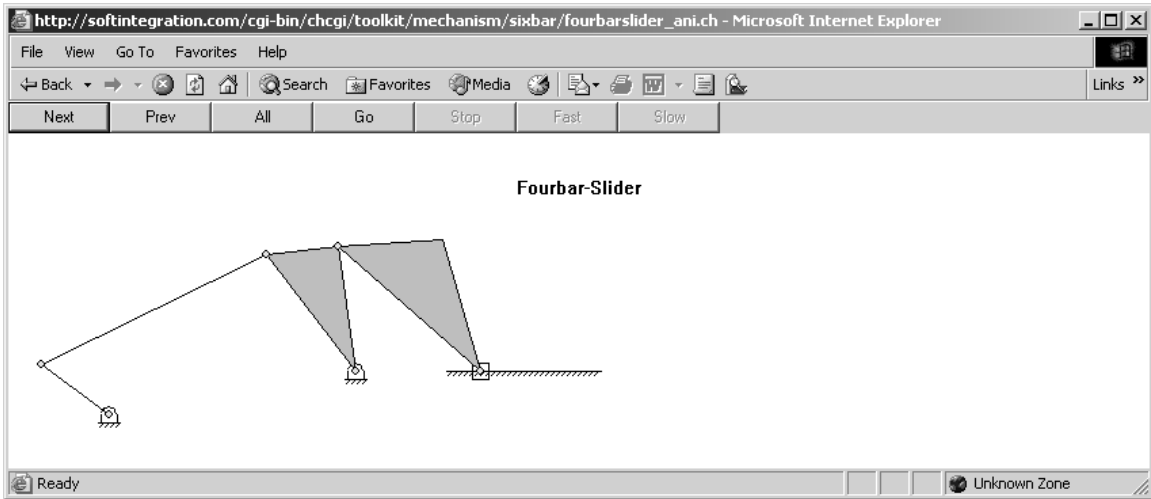 http://softintegration.com/cgi-bin/chcgi/toolkit/mechanism/sixbar/fourbarslider_ani.ch - Microsoft Internet Explorer
File View Go To Favorites Help
Back Search Favorites Media Links »
Next Prev All Go Stop Fast Slow
Fourbar-Slider
Ready Unknown Zone